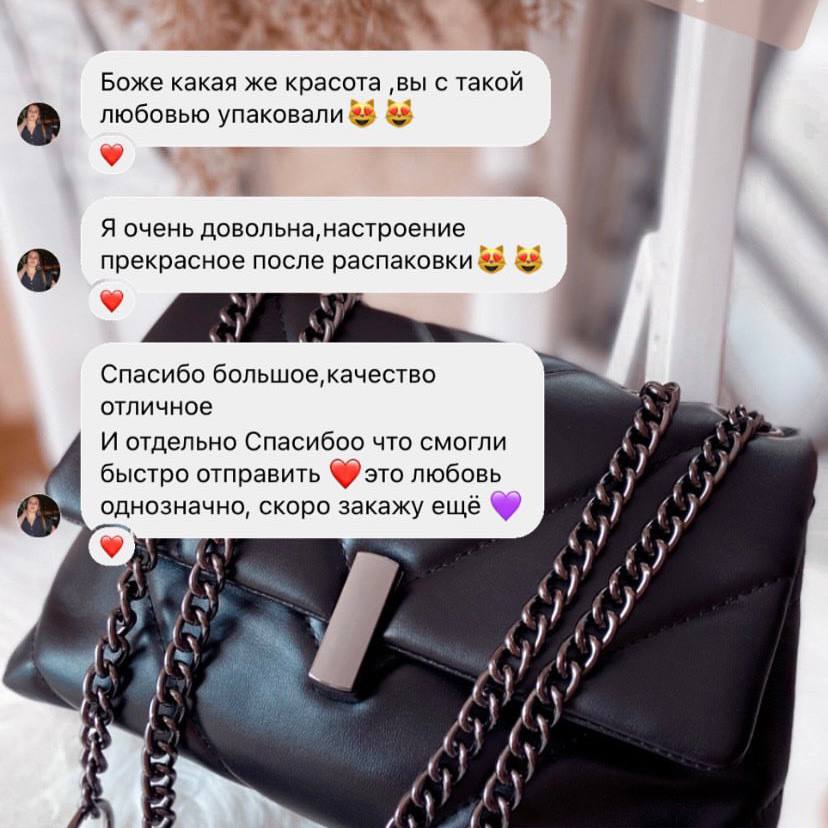 Боже какая же красота ,вы с такой
любовью упаковали😻 😻
Я очень довольна,настроение
прекрасное после распаковки😻 😻
Спасибо большое,качество
отличное
И отдельно Спасибоо что смогли
быстро отправить ❤️это любовь
однозначно, скоро закажу ещё 💜